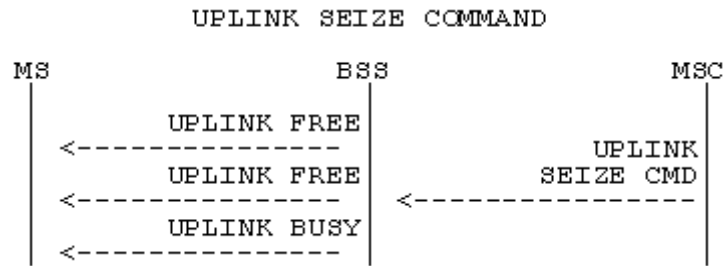 UPLINK SEIZE COMMAND
MS BSS MSC
UPLINK FREE
UPLINK
UPLINK FREE SEIZE CMD
UPLINK BUSY